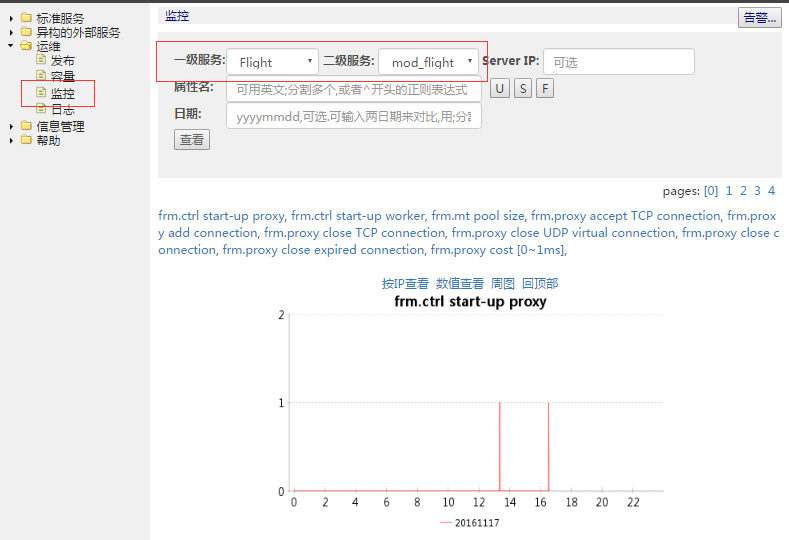 标准服务
异构的外部服务
运维
发布
容量
监控
日志
信息管理
帮助
监控
告警...
一级服务: Flight 二级服务: mod_flight Server IP: 可选
属性名: 可用英文;分割多个,或者^开头的正则表达式 U S F
日期: yyyymmdd,可选.可输入两日期来对比,用;分割
查看
pages: [0] 1 2 3 4
frm.ctrl start-up proxy, frm.ctrl start-up worker, frm.mt pool size, frm.proxy accept TCP connection, frm.prox
y add connection, frm.proxy close TCP connection, frm.proxy close UDP virtual connection, frm.proxy close c
onnection, frm.proxy close expired connection, frm.proxy cost [0~1ms],
按IP查看 数值查看 周图 回顶部
frm.ctrl start-up proxy
2
1
0
0 2 4 6 8 10 12 14 16 18 20 22
20161117